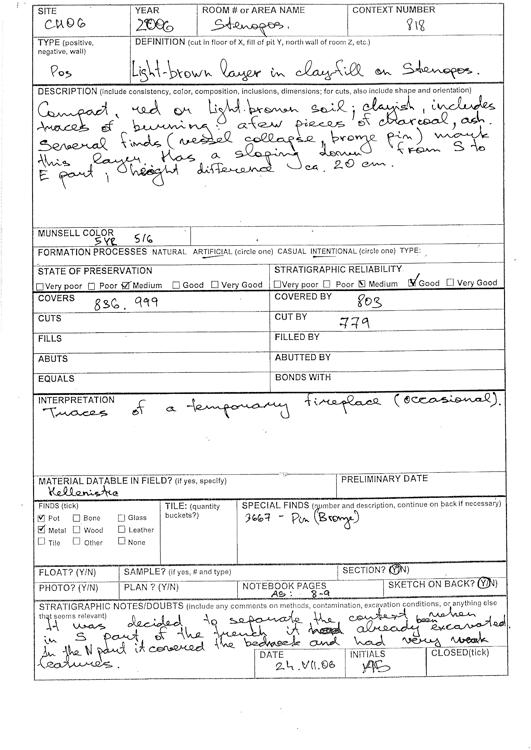 SITE YEAR ROOM # or AREA NAME CONTEXT NUMBER
CHO6 2006 Stenopos. 818
TYPE (positive, negative, wall) DEFINITION (cut in floor of X, fill of pit Y, north wall of room Z, etc.)
Pos Light-brown layer in clayfill on Stenopos.
DESCRIPTION (include consistency, color, composition, inclusions, dimensions; for cuts, also include shape and orientation)
Compact, red or light-brown soil; clayish, includes
traces of burning: a few pieces of charcoal, ash.
Several finds (vessel collapse, bronze pin) mark
this layer. Has a sloping down from S to
E part; height difference ca. 20 cm.
MUNSELL COLOR
5YR 5/6
FORMATION PROCESSES NATURAL ARTIFICIAL (circle one) CASUAL INTENTIONAL (circle one) TYPE:
STATE OF PRESERVATION STRATIGRAPHIC RELIABILITY
Very poor Poor Medium Good Very Good Very poor Poor Medium Good Very Good
COVERS 836, 999 COVERED BY 803
CUTS CUT BY 779
FILLS FILLED BY
ABUTS ABUTTED BY
EQUALS BONDS WITH
INTERPRETATION
Traces of a temporary fireplace (occasional).
MATERIAL DATABLE IN FIELD? (if yes, specify) PRELIMINARY DATE
Hellenistic
FINDS (tick) TILE: (quantity buckets?) SPECIAL FINDS (number and description, continue on back if necessary)
Pot Bone Glass 3667 - Pin (Bronze)
Metal Wood Leather
Tile Other None
FLOAT? (Y/N) SAMPLE? (if yes, # and type) SECTION? (Y/N)
PHOTO? (Y/N) PLAN? (Y/N) NOTEBOOK PAGES SKETCH ON BACK? (Y/N)
AS: 8-9
STRATIGRAPHIC NOTES/DOUBTS (include any comments on methods, contamination, excavation conditions, or anything else that seems relevant)
It was decided to separate the context when
in S part of the trench it had already been excavated.
In the N part it covered the bedrock and had very weak
features.
DATE INITIALS CLOSED(tick)
24.VII.06 AS